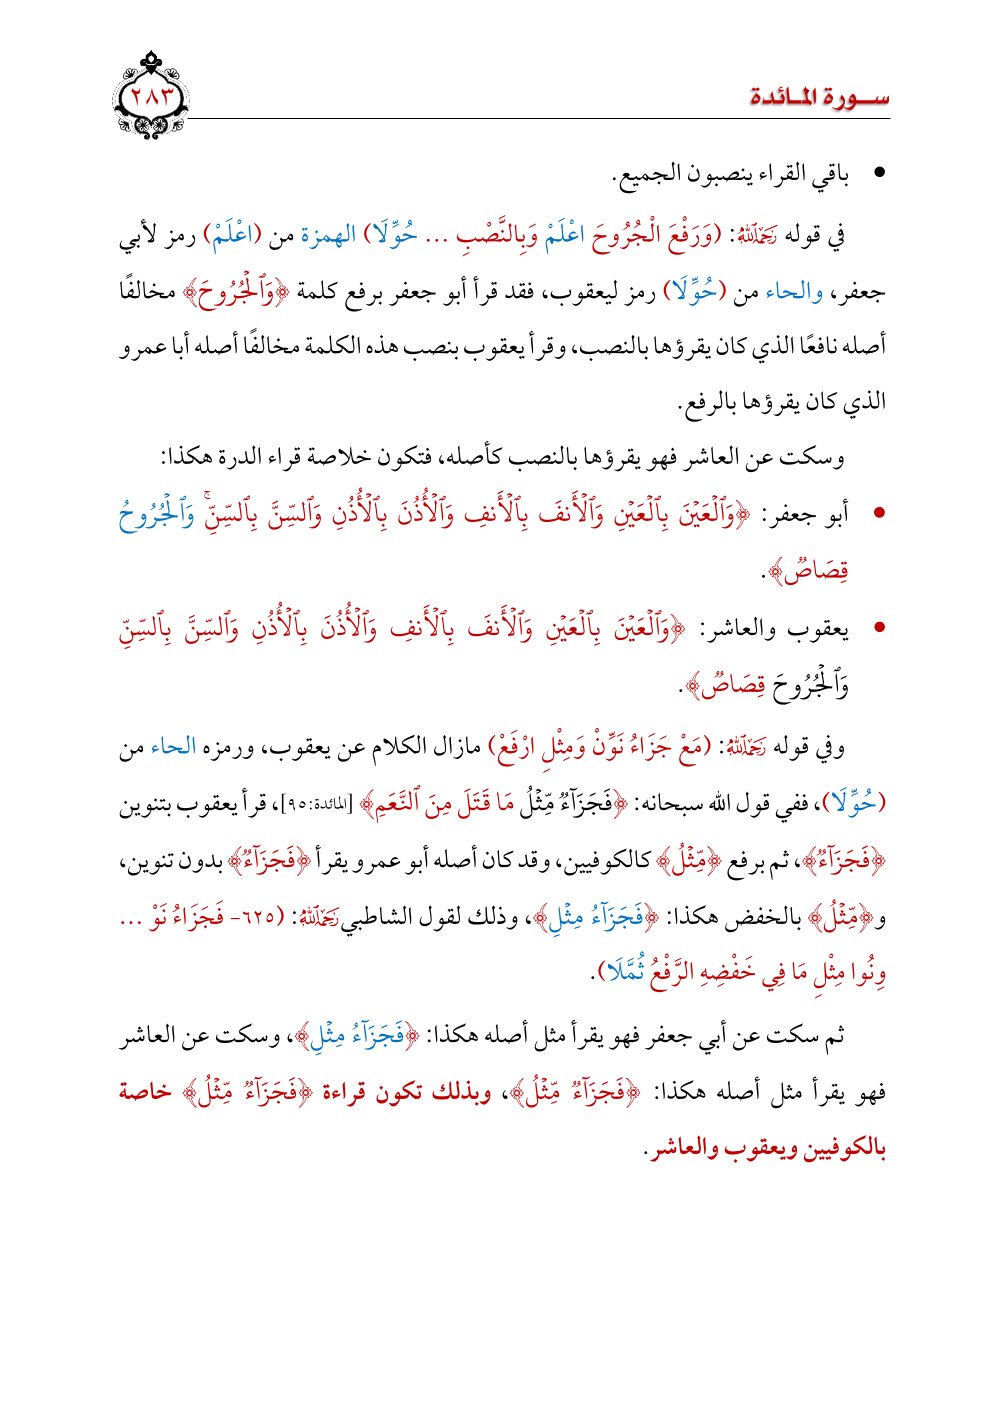 سورة المائدة
٢٨٣
• باقي القراء ينصبون الجميع.
في قوله رَحِمَهُ ٱللَّهُ: (وَرَفْعَ الْجُرُوحَ اعْلَمْ وَبِالنَّصْبِ ... حُوِّلَا) الهمزة من (اعْلَمْ) رمز لأبي
جعفر، والحاء من (حُوِّلَا) رمز ليعقوب، فقد قرأ أبو جعفر برفع كلمة ﴿وَٱلْجُرُوحَ﴾ مخالفًا
أصله نافعًا الذي كان يقرؤها بالنصب، وقرأ يعقوب بنصب هذه الكلمة مخالفًا أصله أبا عمرو
الذي كان يقرؤها بالرفع.
وسكت عن العاشر فهو يقرؤها بالنصب كأصله، فتكون خلاصة قراء الدرة هكذا:
• أبو جعفر: ﴿وَٱلْعَيْنَ بِٱلْعَيْنِ وَٱلْأَنفَ بِٱلْأَنفِ وَٱلْأُذُنَ بِٱلْأُذُنِ وَٱلسِّنَّ بِٱلسِّنِّ ۚ وَٱلْجُرُوحُ
قِصَاصٌ﴾.
• يعقوب والعاشر: ﴿وَٱلْعَيْنَ بِٱلْعَيْنِ وَٱلْأَنفَ بِٱلْأَنفِ وَٱلْأُذُنَ بِٱلْأُذُنِ وَٱلسِّنَّ بِٱلسِّنِّ
وَٱلْجُرُوحَ قِصَاصٌ﴾.
وفي قوله رَحِمَهُ ٱللَّهُ: (مَعْ جَزَاءُ نَوِّنْ وَمِثْلِ ارْفَعْ) مازال الكلام عن يعقوب، ورمزه الحاء من
(حُوِّلَا)، ففي قول الله سبحانه: ﴿فَجَزَآءٌ مِّثْلُ مَا قَتَلَ مِنَ ٱلنَّعَمِ﴾ [المائدة:٩٥]، قرأ يعقوب بتنوين
﴿فَجَزَآءٌ﴾، ثم برفع ﴿مِّثْلُ﴾ كالكوفيين، وقد كان أصله أبو عمرو يقرأ ﴿فَجَزَآءٌ﴾ بدون تنوين،
و﴿مِّثْلُ﴾ بالخفض هكذا: ﴿فَجَزَآءُ مِثْلِ﴾، وذلك لقول الشاطبي رَحِمَهُ ٱللَّهُ: (٦٢٥- فَجَزَاءُ نَوْ ...
وِنُوا مِثْلِ مَا فِي خَفْضِهِ الرَّفْعُ ثُمَّلَا).
ثم سكت عن أبي جعفر فهو يقرأ مثل أصله هكذا: ﴿فَجَزَآءُ مِثْلِ﴾، وسكت عن العاشر
فهو يقرأ مثل أصله هكذا: ﴿فَجَزَآءٌ مِّثْلُ﴾، وبذلك تكون قراءة ﴿فَجَزَآءٌ مِّثْلُ﴾ خاصة
بالكوفيين ويعقوب والعاشر.